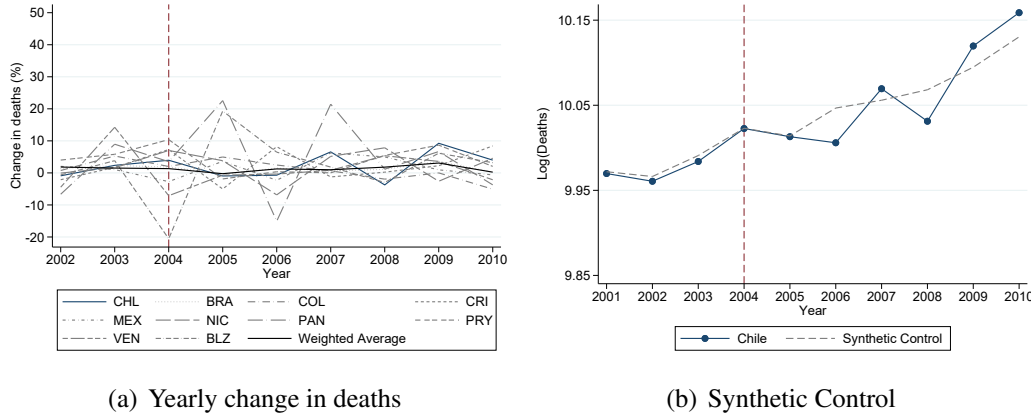 50
40
30
20
10
0
-10
-20
Change in deaths (%)
2002 2003 2004 2005 2006 2007 2008 2009 2010
Year
CHL BRA COL CRI
MEX NIC PAN PRY
VEN BLZ Weighted Average
(a) Yearly change in deaths
10.15
10.05
9.95
9.85
Log(Deaths)
2001 2002 2003 2004 2005 2006 2007 2008 2009 2010
Year
Chile Synthetic Control
(b) Synthetic Control